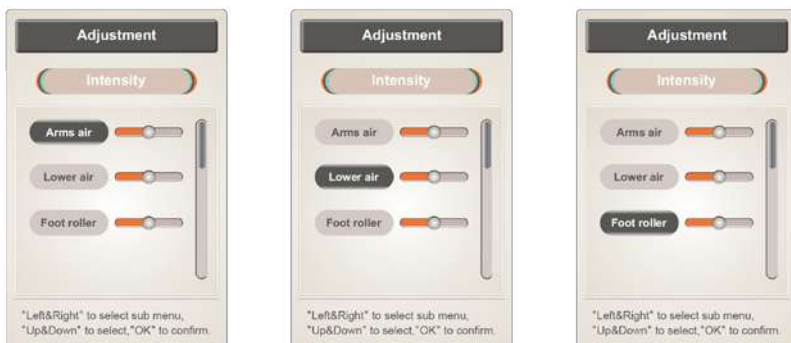 Adjustment
Intensity
Arms air
Lower air
Foot roller
"Left&Right" to select sub menu,
"Up&Down" to select,"OK" to confirm.
Adjustment
Intensity
Arms air
Lower air
Foot roller
"Left&Right" to select sub menu,
"Up&Down" to select,"OK" to confirm.
Adjustment
Intensity
Arms air
Lower air
Foot roller
"Left&Right" to select sub menu,
"Up&Down" to select,"OK" to confirm.